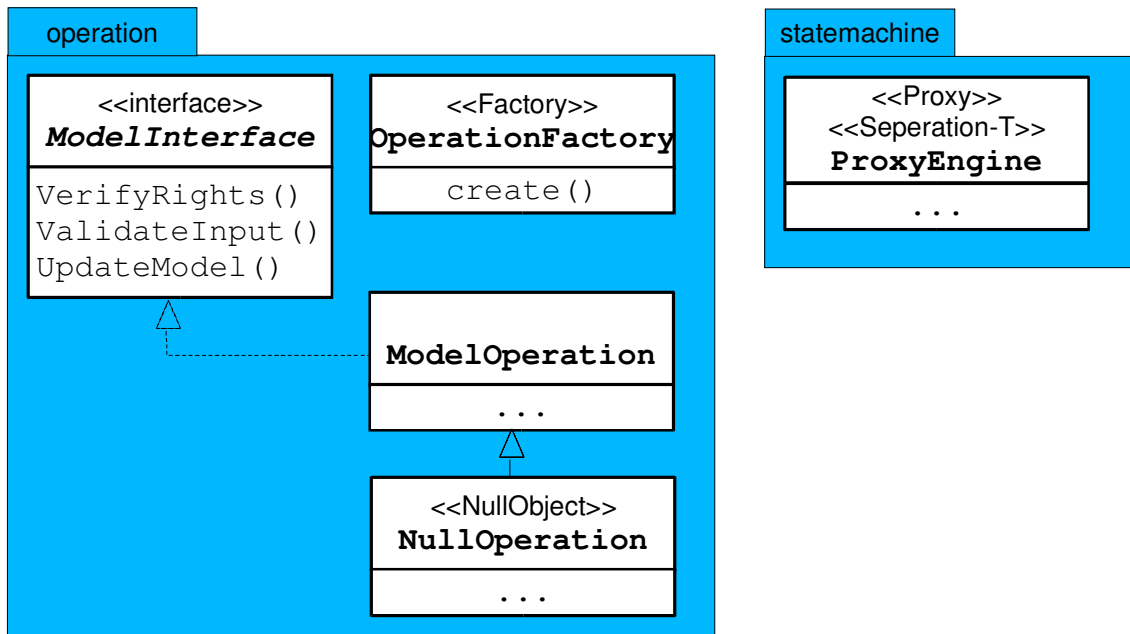 operation
<<interface>>
ModelInterface
VerifyRights()
ValidateInput()
UpdateModel()
<<Factory>>
OperationFactory
create()
ModelOperation
...
<<NullObject>>
NullOperation
...
statemachine
<<Proxy>>
<<Seperation-T>>
ProxyEngine
...